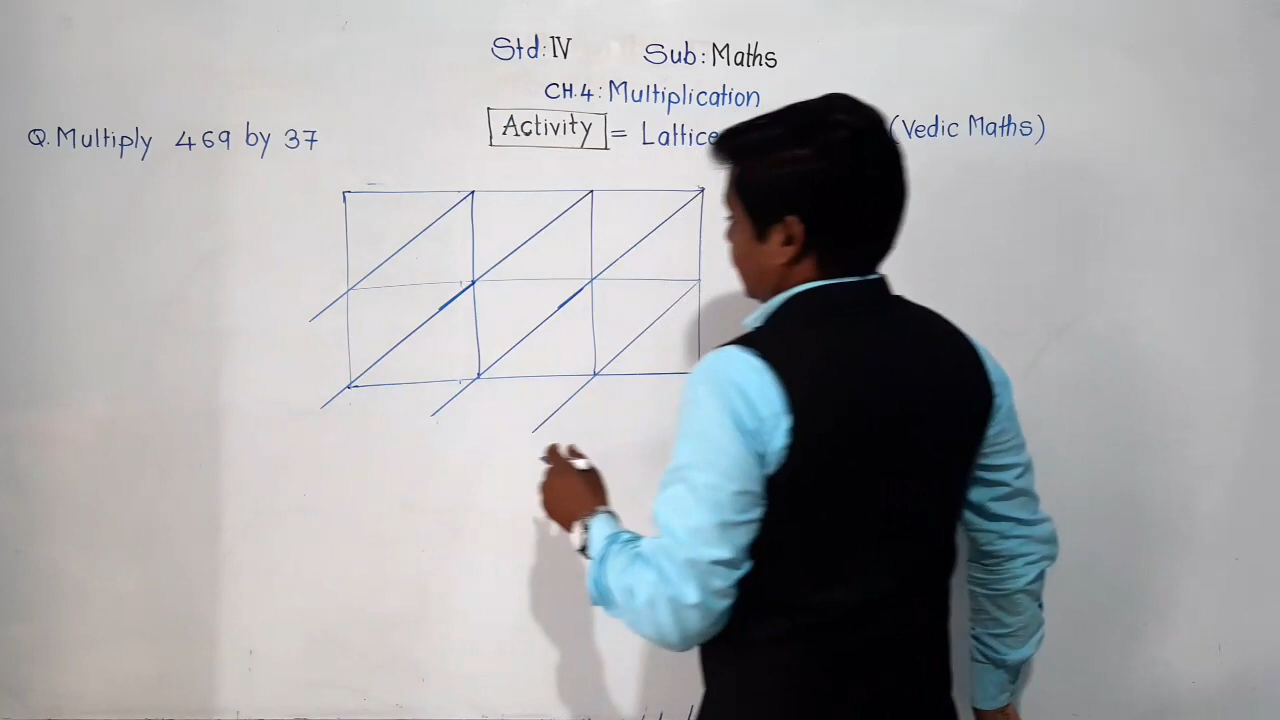 Std: IV Sub: Maths
CH.4: Multiplication
Activity = Lattice (Vedic Maths)
Q. Multiply 469 by 37